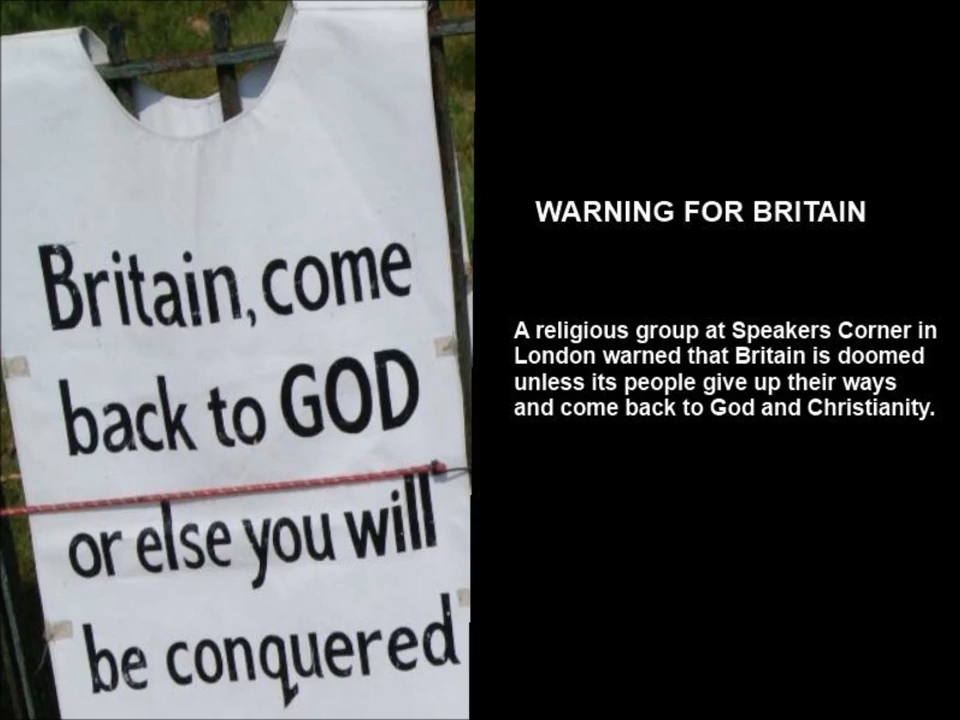 Britain, come
back to GOD
or else you will
be conquered
WARNING FOR BRITAIN
A religious group at Speakers Corner in
London warned that Britain is doomed
unless its people give up their ways
and come back to God and Christianity.